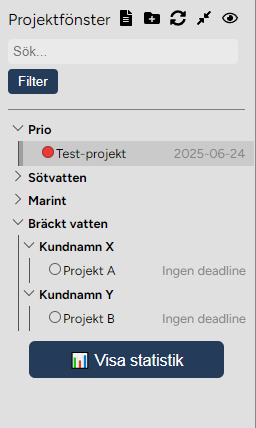 Projektfönster
Sök...
Filter
Prio
Test-projekt 2025-06-24
Sötvatten
Marint
Bräckt vatten
Kundnamn X
Projekt A Ingen deadline
Kundnamn Y
Projekt B Ingen deadline
Visa statistik